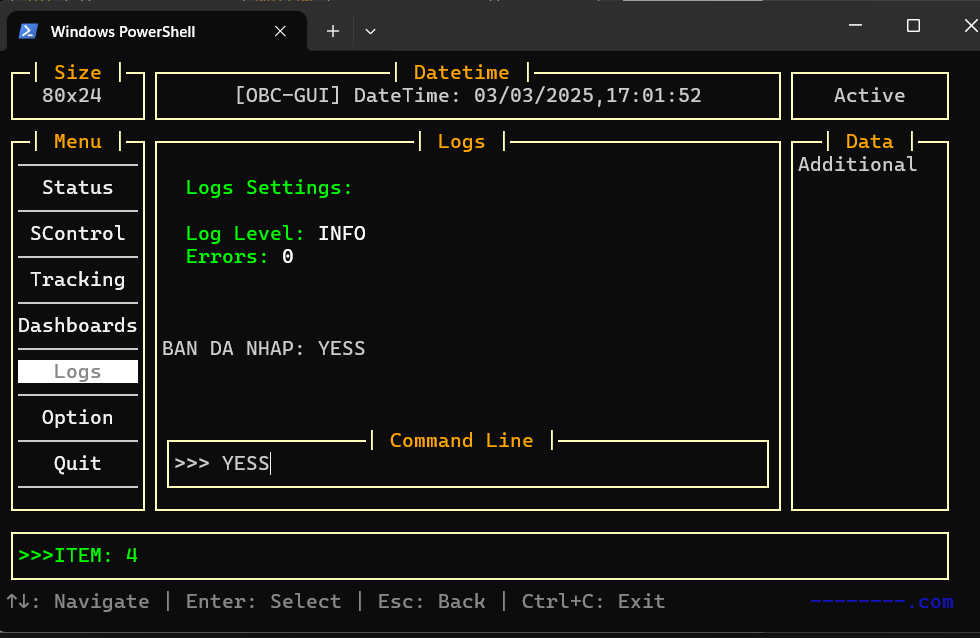 Windows PowerShell
Size
80x24
Datetime
[OBC-GUI] DateTime: 03/03/2025,17:01:52
Active
Menu
Status
SControl
Tracking
Dashboards
Logs
Option
Quit
Logs
Logs Settings:
Log Level: INFO
Errors: 0
BAN DA NHAP: YESS
Command Line
>>> YESS
Data
Additional
>>>ITEM: 4
↑↓: Navigate | Enter: Select | Esc: Back | Ctrl+C: Exit
--------.com